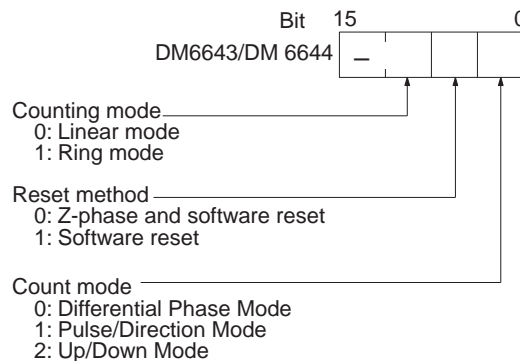 Bit 15 0
DM6643/DM 6644 –
Counting mode
0: Linear mode
1: Ring mode
Reset method
0: Z-phase and software reset
1: Software reset
Count mode
0: Differential Phase Mode
1: Pulse/Direction Mode
2: Up/Down Mode